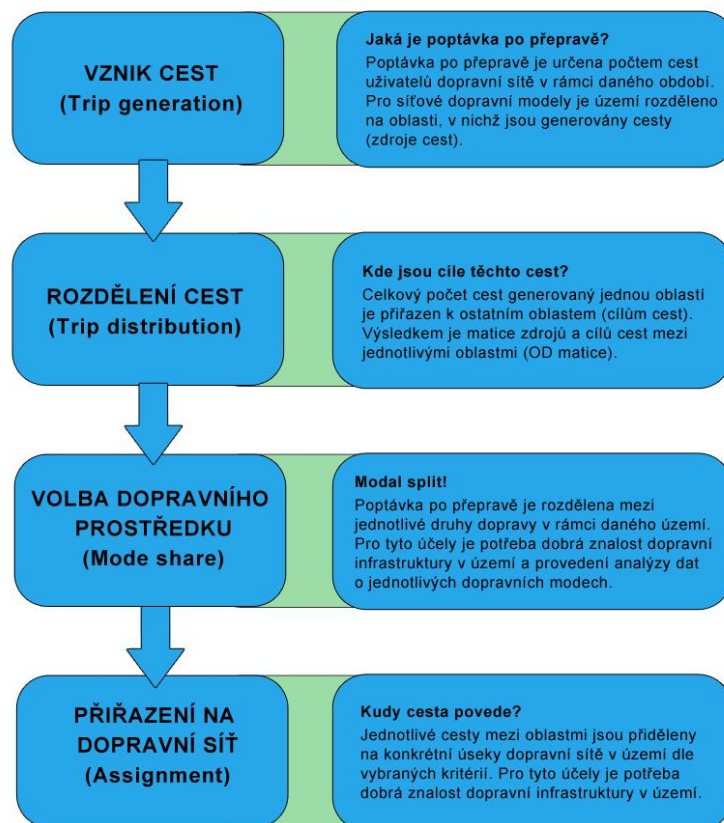 VZNIK CEST
(Trip generation)
Jaká je poptávka po přepravě?
Poptávka po přepravě je určena počtem cest
uživatelů dopravní sítě v rámci daného období.
Pro síťové dopravní modely je území rozděleno
na oblasti, v nichž jsou generovány cesty
(zdroje cest).
ROZDĚLENÍ CEST
(Trip distribution)
Kde jsou cíle těchto cest?
Celkový počet cest generovaný jednou oblastí
je přiřazen k ostatním oblastem (cílům cest).
Výsledkem je matice zdrojů a cílů cest mezi
jednotlivými oblastmi (OD matice).
VOLBA DOPRAVNÍHO
PROSTŘEDKU
(Mode share)
Modal split!
Poptávka po přepravě je rozdělena mezi
jednotlivé druhy dopravy v rámci daného území.
Pro tyto účely je potřeba dobrá znalost dopravní
infrastruktury v území a provedení analýzy dat
o jednotlivých dopravních modech.
PŘIŘAZENÍ NA
DOPRAVNÍ SÍŤ
(Assignment)
Kudy cesta povede?
Jednotlivé cesty mezi oblastmi jsou přiděleny
na konkrétní úseky dopravní sítě v území dle
vybraných kritérií. Pro tyto účely je potřeba
dobrá znalost dopravní infrastruktury v území.